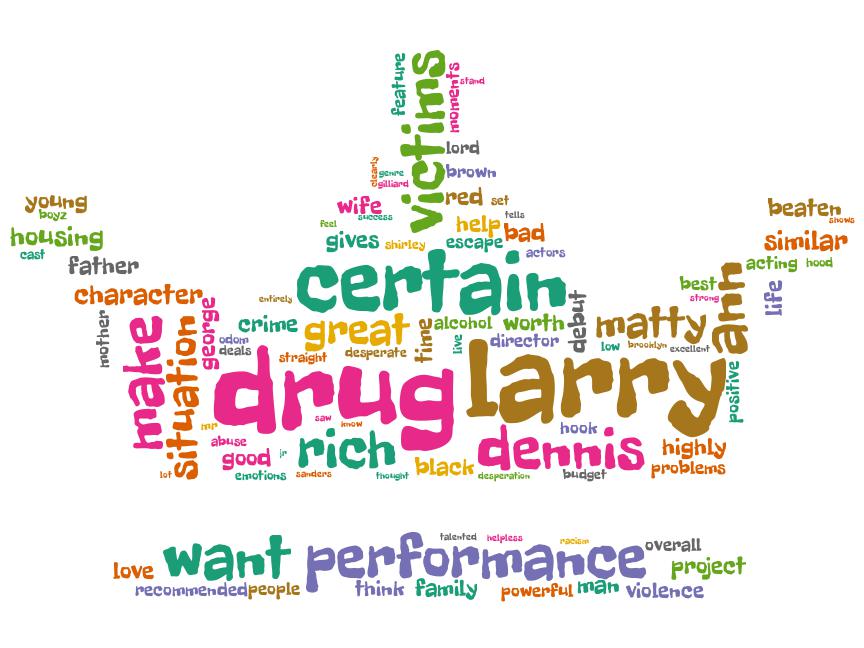 feature
victims
moments
stand
lord
clearly
genre
gilliard
brown
young
boyz
wife
success
red
set
beaten
shows
feel
tells
help
bad
housing
cast
gives
shirley
escape
actors
similar
father
acting
hood
character
entirely
certain
best
strong
ahh
life
mother
make
situation
george
crime
great
time
alcohol
worth
debut
matty
odom
deals
straight
desperate
live
director
low
brooklyn
excellent
drug
larry
positive
saw
know
mr
abuse
good
jr
rich
dennis
hook
highly
lot
emotions
sanders
thought
black
desperation
budget
problems
talented
helpless
racism
overall
love
want
performance
project
recommended
people
think
family
powerful
man
violence